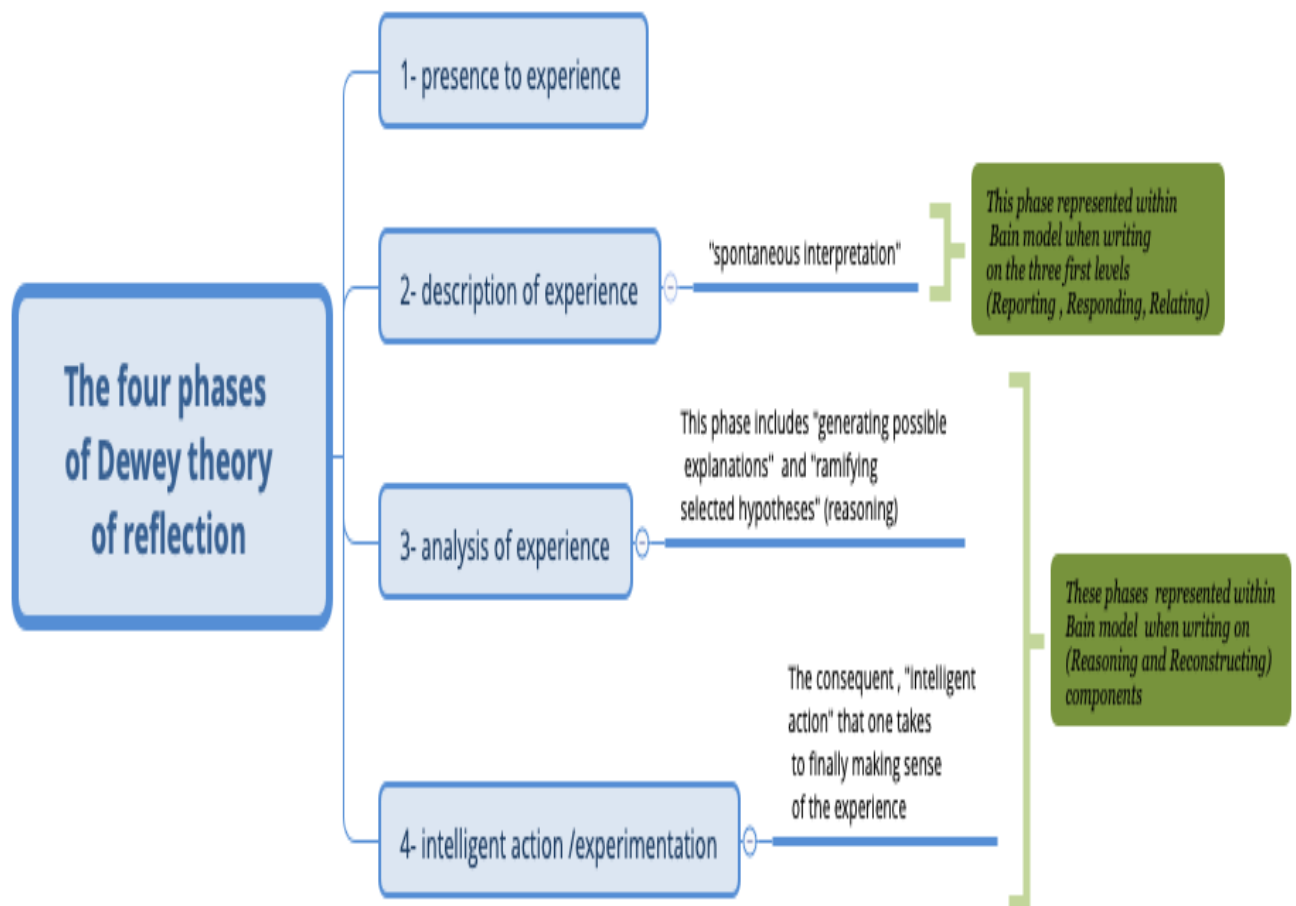 The four phases
of Dewey theory
of reflection
1- presence to experience
2- description of experience
"spontaneous interpretation"
This phase represented within
Bain model when writing
on the three first levels
(Reporting , Responding, Relating)
3- analysis of experience
This phase includes "generating possible
explanations" and "ramifying
selected hypotheses" (reasoning)
4- intelligent action /experimentation
The consequent , "intelligent
action" that one takes
to finally making sense
of the experience
These phases represented within
Bain model when writing on
(Reasoning and Reconstructing)
components